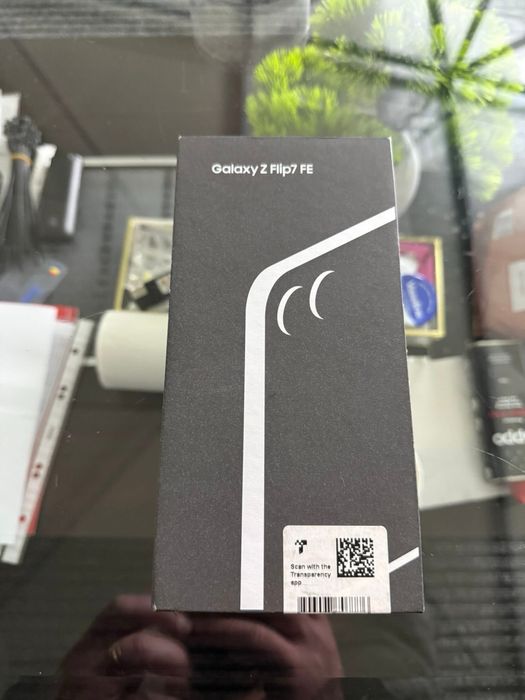 Galaxy Z Flip7 FE
Scan with the
Transparency
app